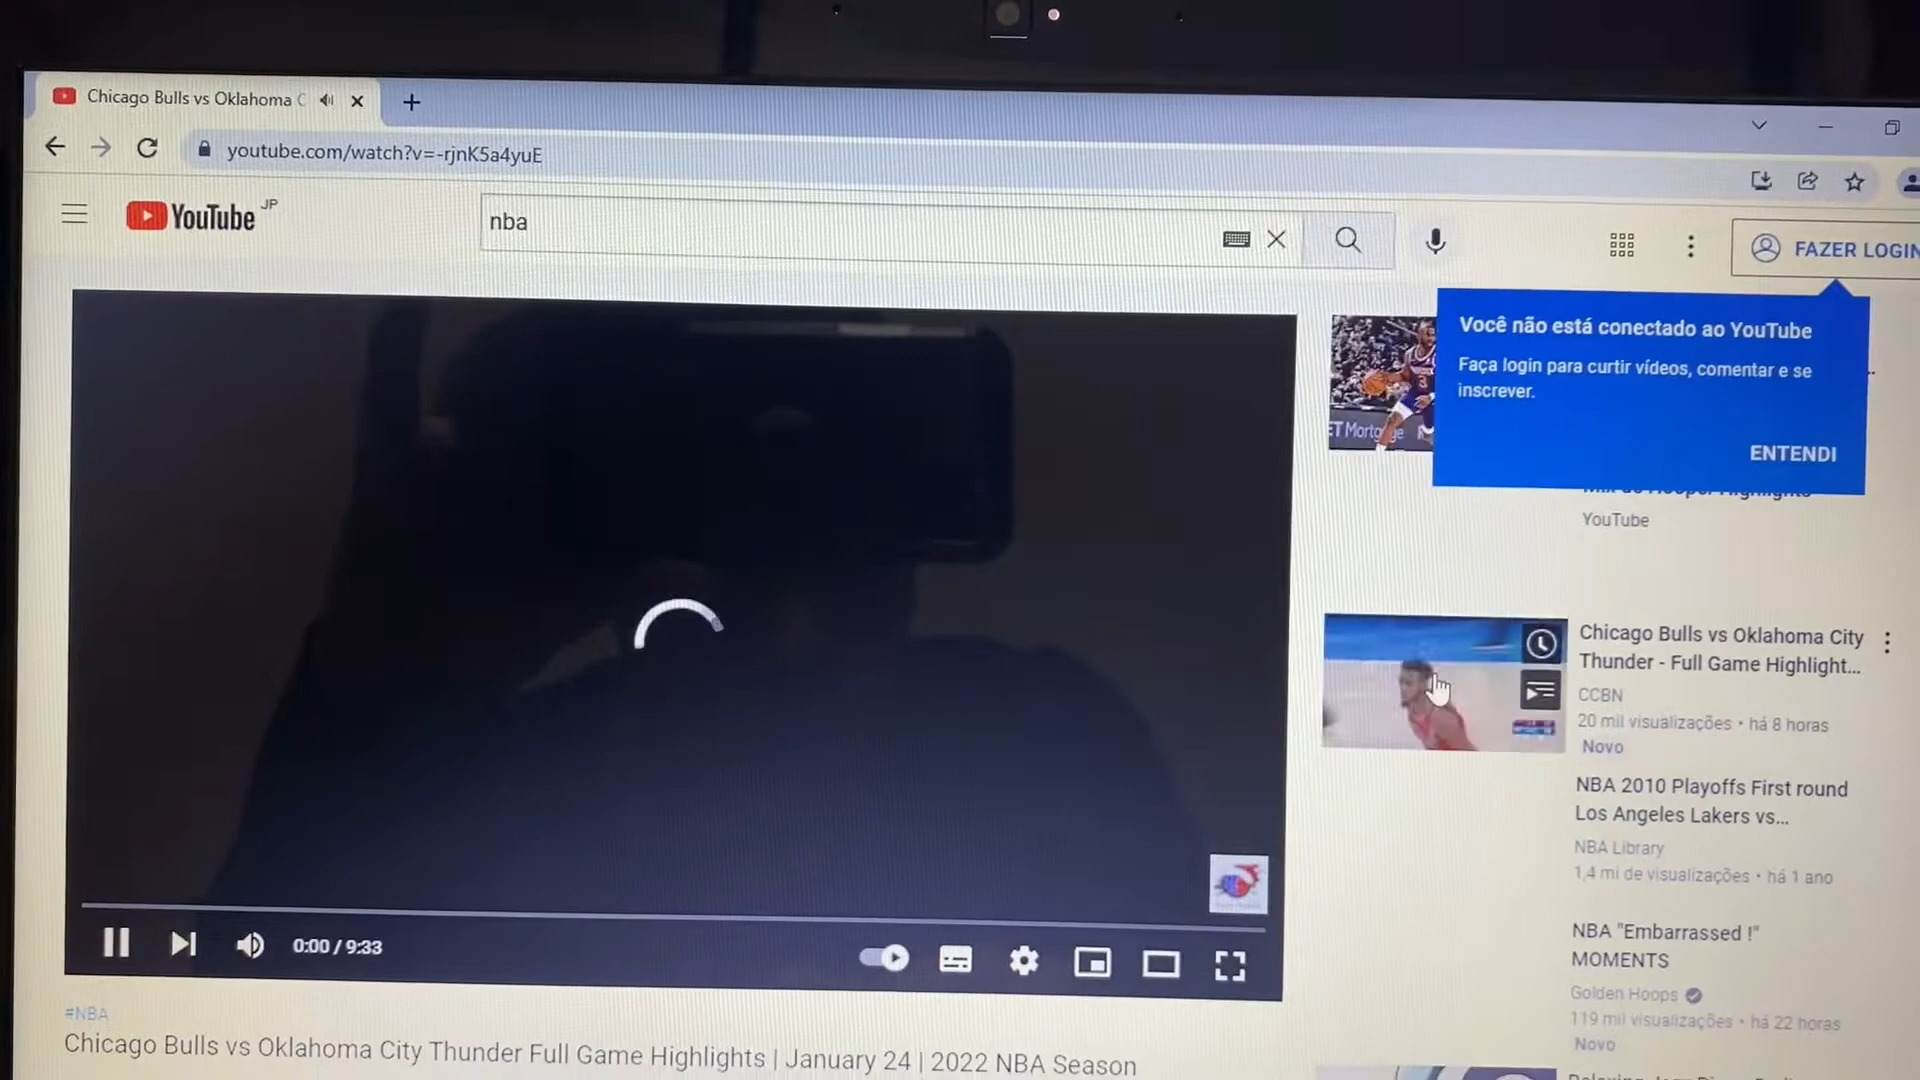 Chicago Bulls vs Oklahoma C
youtube.com/watch?v=-rjnK5a4yuE
YouTube JP
nba
FAZER LOGIN
Você não está conectado ao YouTube
Faça login para curtir vídeos, comentar e se
inscrever.
ENTENDI
YouTube
Chicago Bulls vs Oklahoma City
Thunder - Full Game Highlight...
CCBN
20 mil visualizações • há 8 horas
Novo
NBA 2010 Playoffs First round
Los Angeles Lakers vs...
NBA Library
1,4 mi de visualizações • há 1 ano
NBA "Embarrassed !"
MOMENTS
Golden Hoops
119 mil visualizações • há 22 horas
Novo
0:00 / 9:33
#NBA
Chicago Bulls vs Oklahoma City Thunder Full Game Highlights | January 24 | 2022 NBA Season